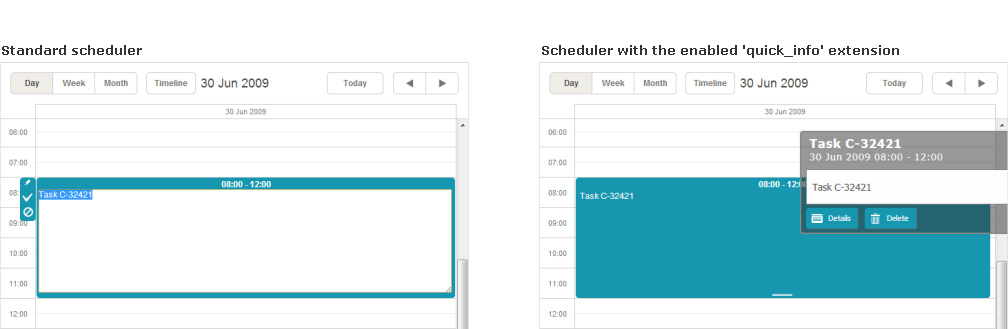 Standard scheduler
Day Week Month Timeline 30 Jun 2009 Today
30 Jun 2009
06:00
07:00
08:00 - 12:00
08:
Task C-32421
09:00
10:00
11:00
12:00
Scheduler with the enabled 'quick_info' extension
Day Week Month Timeline 30 Jun 2009 Today
30 Jun 2009
06:00
Task C-32421
30 Jun 2009 08:00 - 12:00
07:00
08:00 - 12:0
Task C-32421
08:00
Task C-32421
Details Delete
09:00
10:00
11:00
12:00